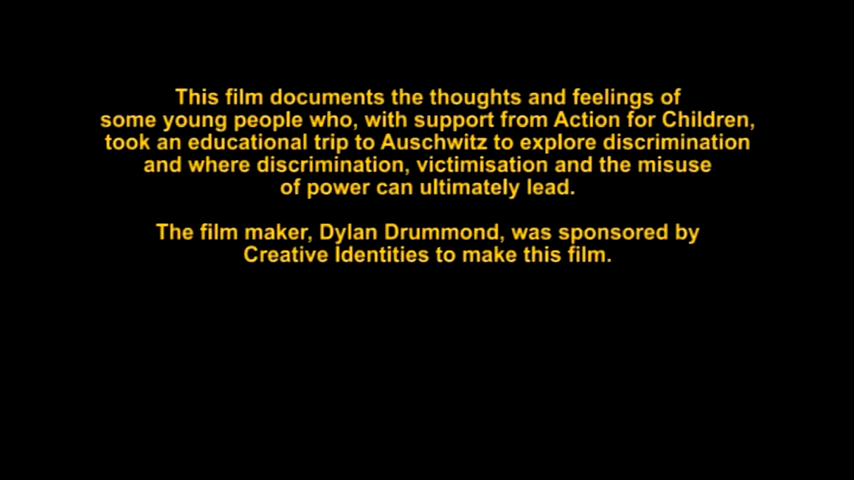 This film documents the thoughts and feelings of
some young people who, with support from Action for Children,
took an educational trip to Auschwitz to explore discrimination
and where discrimination, victimisation and the misuse
of power can ultimately lead.
The film maker, Dylan Drummond, was sponsored by
Creative Identities to make this film.